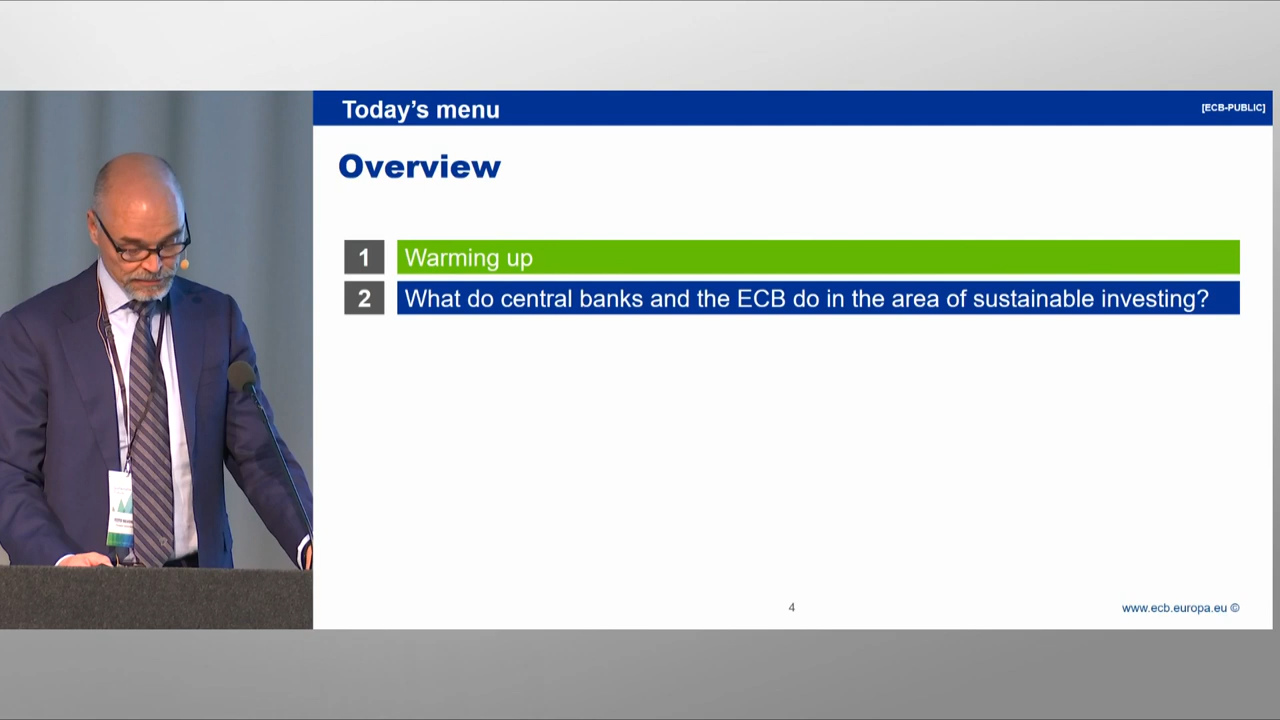 Today's menu
[ECB-PUBLIC]
Overview
1 Warming up
2 What do central banks and the ECB do in the area of sustainable investing?
4
www.ecb.europa.eu ©